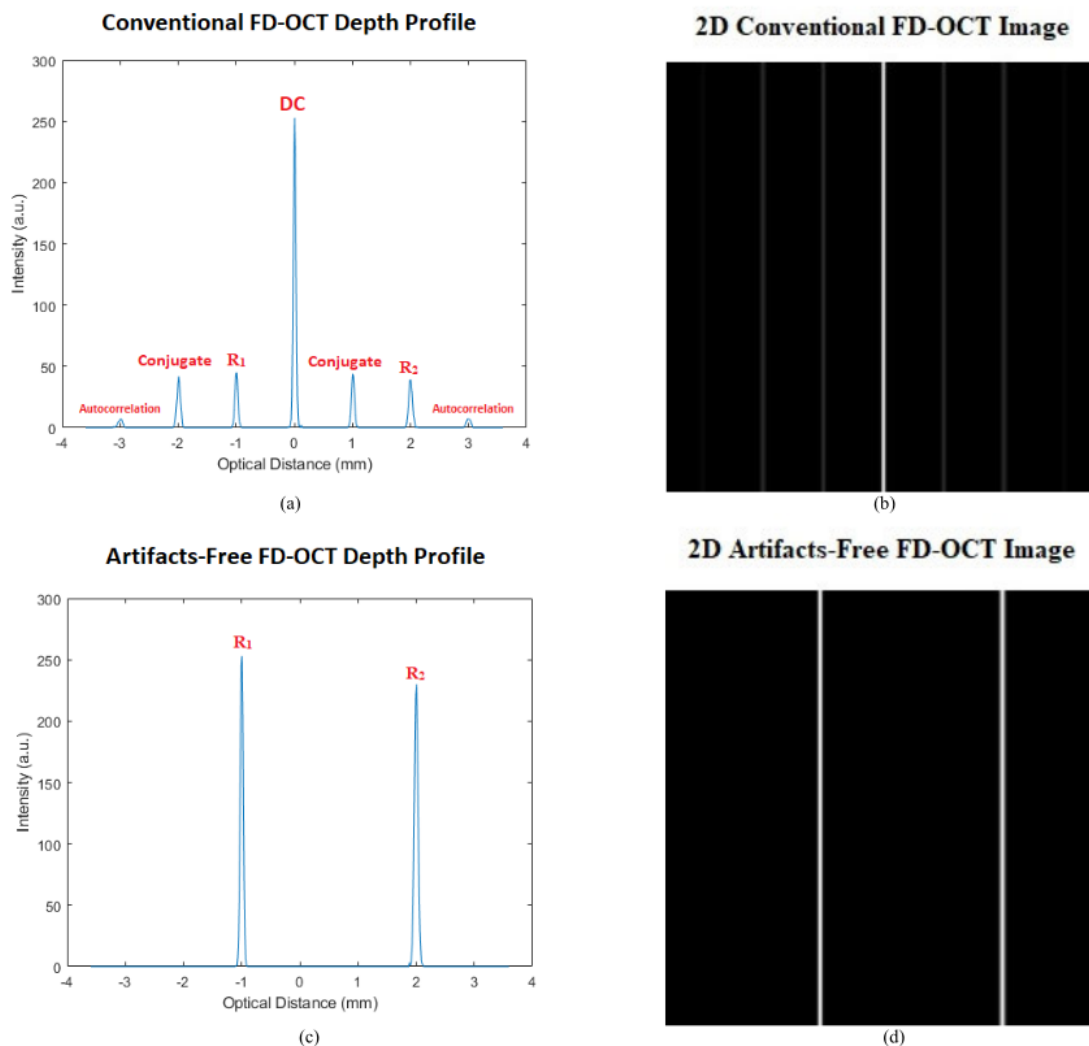 Conventional FD-OCT Depth Profile
300
250
200
150
100
50
0
Intensity (a.u.)
DC
Conjugate
R₁
Conjugate
R₂
Autocorrelation
Autocorrelation
-4 -3 -2 -1 0 1 2 3 4
Optical Distance (mm)
(a)
2D Conventional FD-OCT Image
(b)
Artifacts-Free FD-OCT Depth Profile
300
250
200
150
100
50
0
Intensity (a.u.)
R₁
R₂
-4 -3 -2 -1 0 1 2 3 4
Optical Distance (mm)
(c)
2D Artifacts-Free FD-OCT Image
(d)